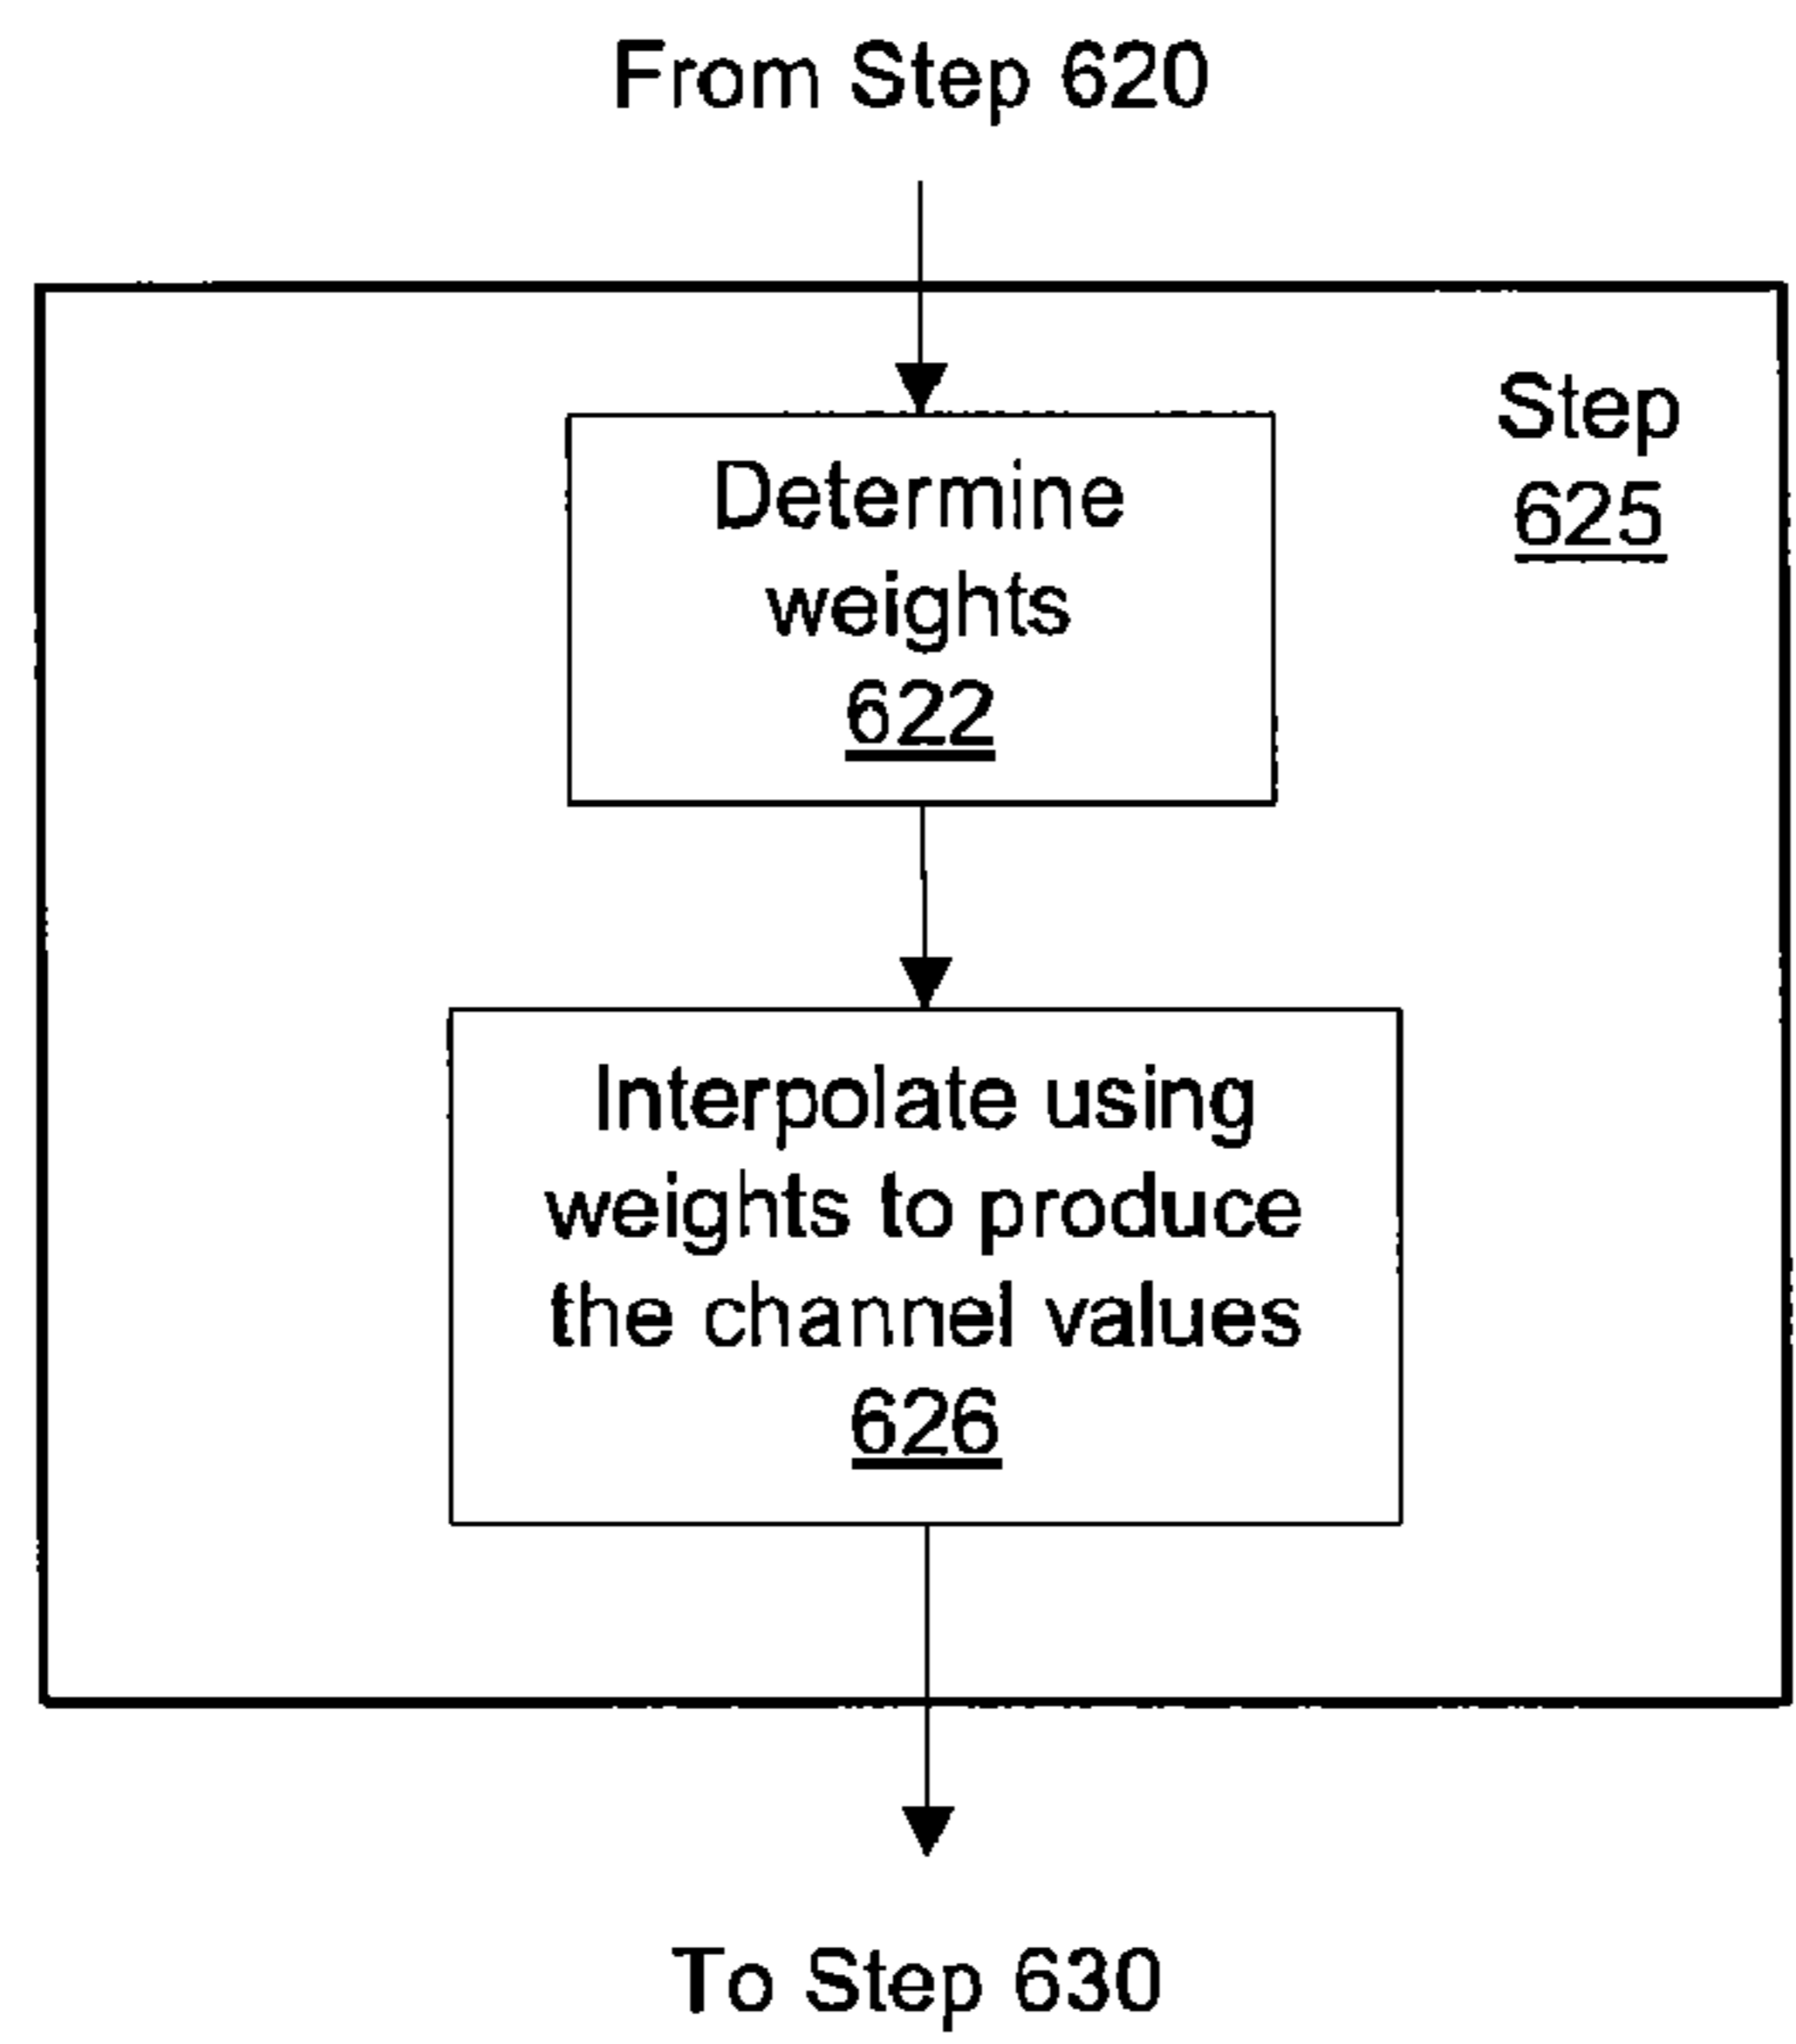 From Step 620
Step
625
Determine
weights
622
Interpolate using
weights to produce
the channel values
626
To Step 630